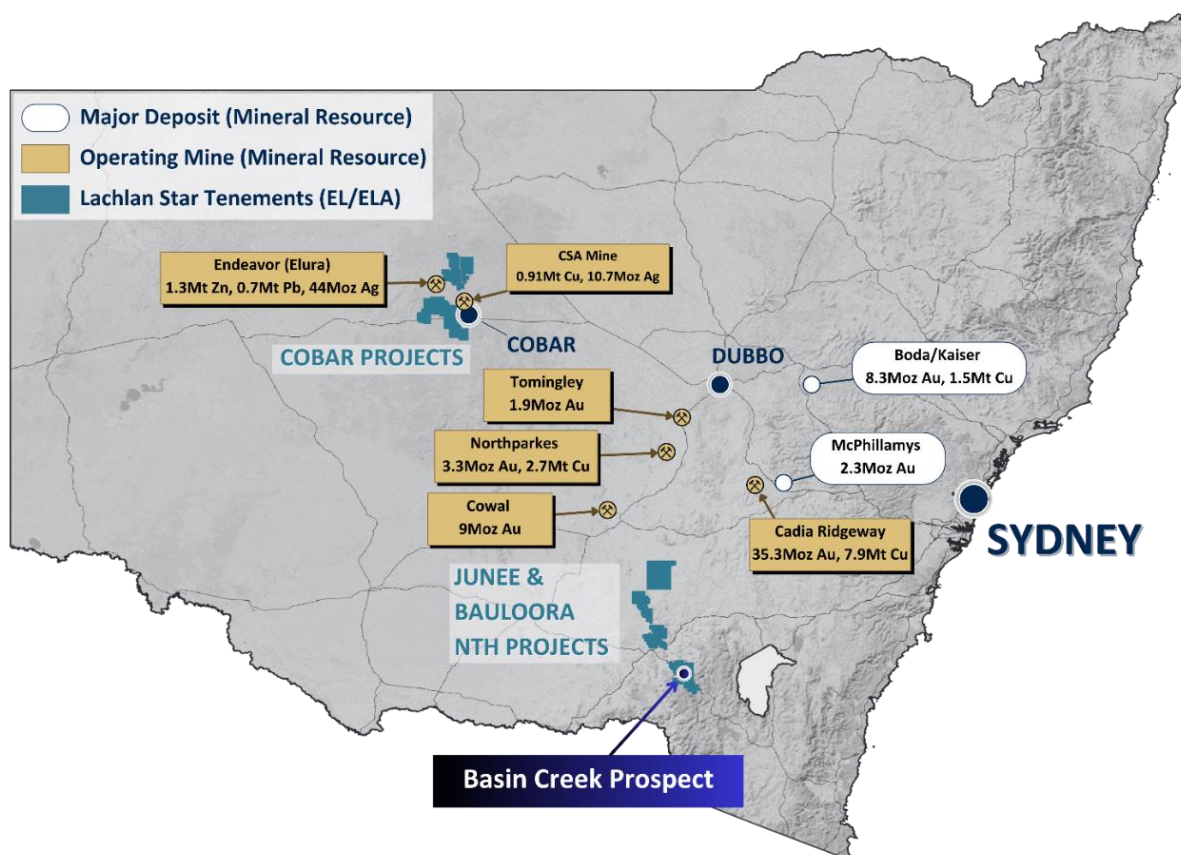 Major Deposit (Mineral Resource)
Operating Mine (Mineral Resource)
Lachlan Star Tenements (EL/ELA)
Endeavor (Elura)
1.3Mt Zn, 0.7Mt Pb, 44Moz Ag
CSA Mine
0.91Mt Cu, 10.7Moz Ag
COBAR PROJECTS
COBAR
DUBBO
Boda/Kaiser
8.3Moz Au, 1.5Mt Cu
Tomingley
1.9Moz Au
Northparkes
3.3Moz Au, 2.7Mt Cu
McPhillamys
2.3Moz Au
Cowal
9Moz Au
Cadia Ridgeway
35.3Moz Au, 7.9Mt Cu
SYDNEY
JUNEE &
BAULOORA
NTH PROJECTS
Basin Creek Prospect